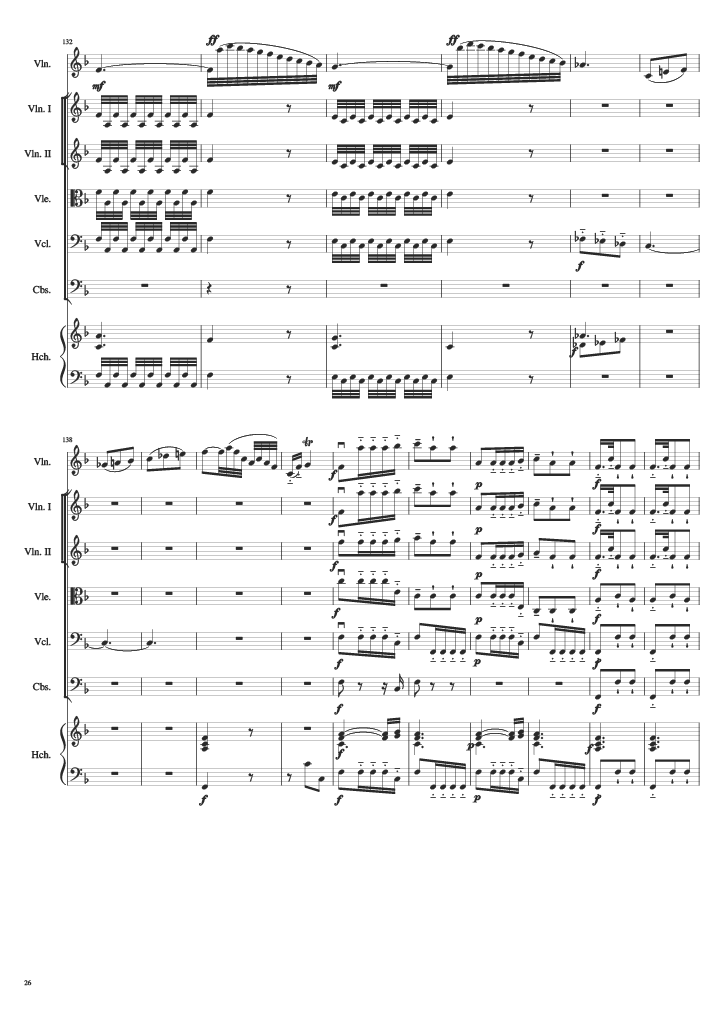 132
ff
ff
Vln.
mf
mf
Vln. I
Vln. II
Vle.
Vcl.
f
Cbs.
f
Hch.
138
tr
Vln.
f
p
f
Vln. I
f
p
f
Vln. II
f
p
f
Vle.
f
p
f
Vcl.
f
p
f
Cbs.
f
f
Hch.
f
p
f
f
f
p
f
26